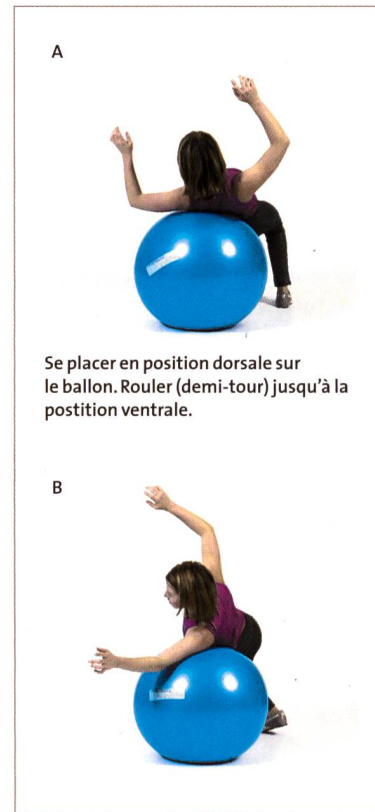 A
Se placer en position dorsale sur
le ballon. Rouler (demi-tour) jusqu'à la
postition ventrale.
B